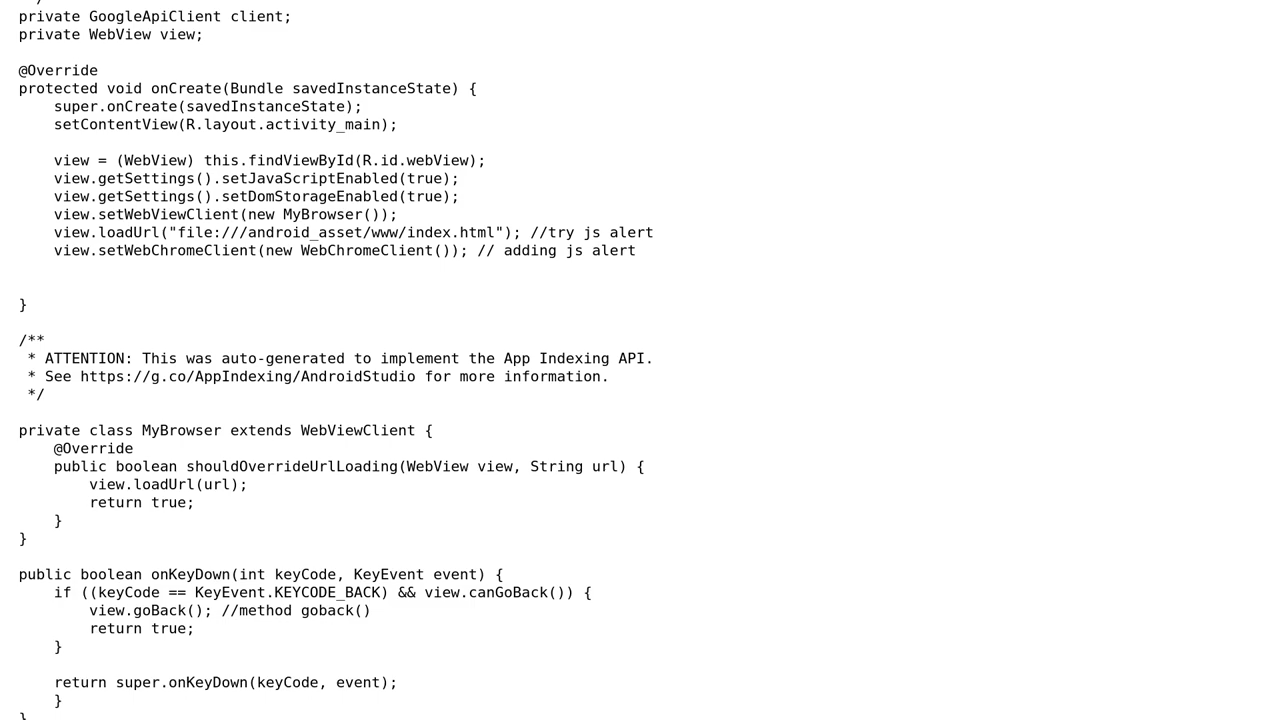 */
private GoogleApiClient client;
private WebView view;

@Override
protected void onCreate(Bundle savedInstanceState) {
    super.onCreate(savedInstanceState);
    setContentView(R.layout.activity_main);

    view = (WebView) this.findViewById(R.id.webView);
    view.getSettings().setJavaScriptEnabled(true);
    view.getSettings().setDomStorageEnabled(true);
    view.setWebViewClient(new MyBrowser());
    view.loadUrl("file:///android_asset/www/index.html"); //try js alert
    view.setWebChromeClient(new WebChromeClient()); // adding js alert


}

/**
 * ATTENTION: This was auto-generated to implement the App Indexing API.
 * See https://g.co/AppIndexing/AndroidStudio for more information.
 */

private class MyBrowser extends WebViewClient {
    @Override
    public boolean shouldOverrideUrlLoading(WebView view, String url) {
        view.loadUrl(url);
        return true;
    }
}

public boolean onKeyDown(int keyCode, KeyEvent event) {
    if ((keyCode == KeyEvent.KEYCODE_BACK) && view.canGoBack()) {
        view.goBack(); //method goback()
        return true;
    }

    return super.onKeyDown(keyCode, event);
    }
}